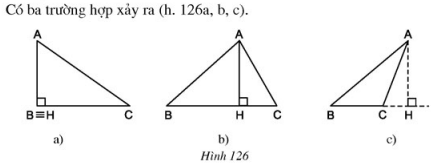 Có ba trường hợp xảy ra (h. 126a, b, c).
A
B≡H
C
a)
A
B
H
C
b)
A
B
C
H
c)
Hình 126